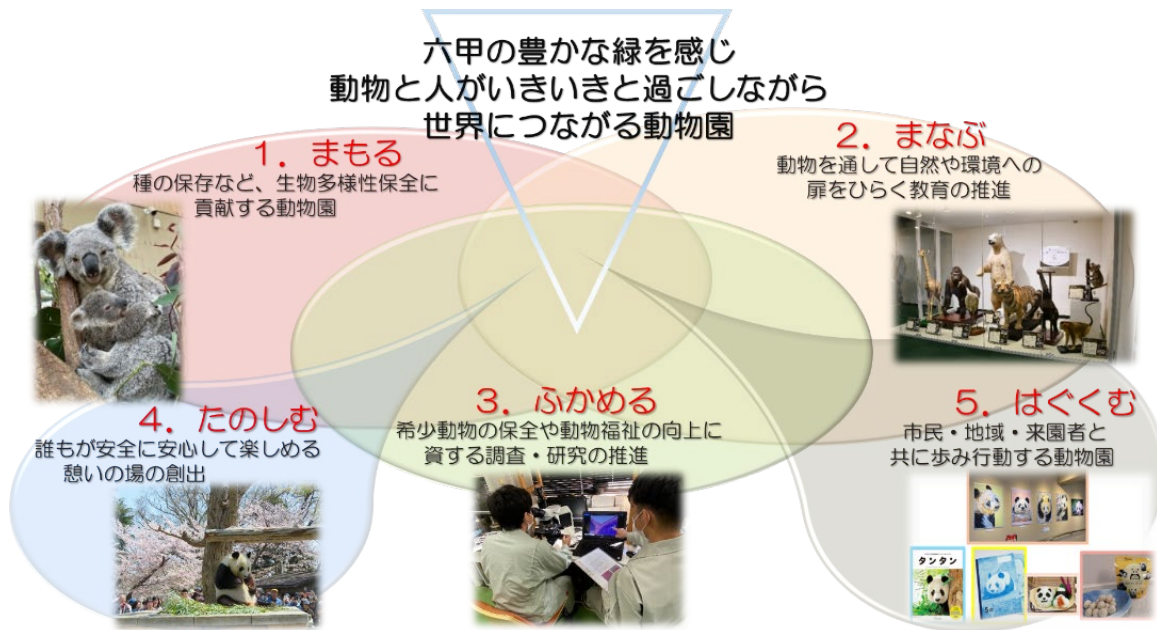 六甲の豊かな緑を感じ
動物と人がいきいきと過ごしながら
世界につながる動物園
1．まもる
種の保存など、生物多様性保全に
貢献する動物園
2．まなぶ
動物を通して自然や環境への
扉をひらく教育の推進
3．ふかめる
希少動物の保全や動物福祉の向上に
資する調査・研究の推進
4．たのしむ
誰もが安全に安心して楽しめる
憩いの場の創出
5．はぐくむ
市民・地域・来園者と
共に歩み行動する動物園
タンタン